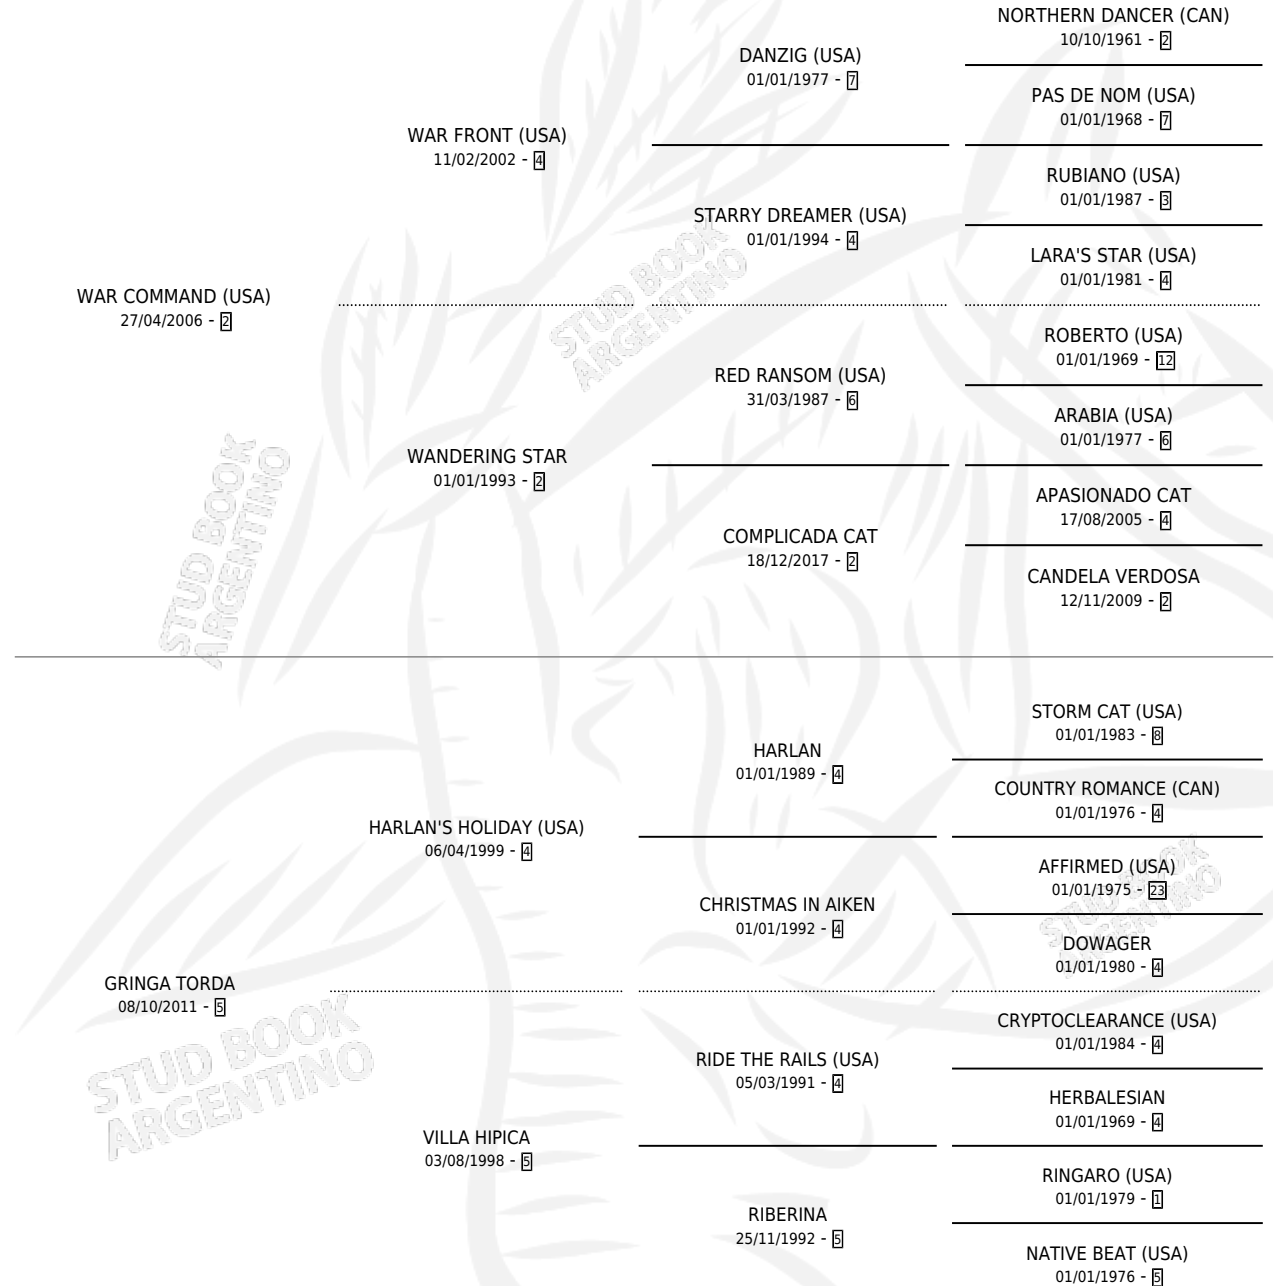 NORTHERN DANCER (CAN)
10/10/1961 - 2
DANZIG (USA)
01/01/1977 - 7
PAS DE NOM (USA)
01/01/1968 - 7
WAR FRONT (USA)
11/02/2002 - 4
RUBIANO (USA)
01/01/1987 - 3
STARRY DREAMER (USA)
01/01/1994 - 4
LARA'S STAR (USA)
01/01/1981 - 4
WAR COMMAND (USA)
27/04/2006 - 2
ROBERTO (USA)
01/01/1969 - 12
RED RANSOM (USA)
31/03/1987 - 6
ARABIA (USA)
01/01/1977 - 6
WANDERING STAR
01/01/1993 - 2
APASIONADO CAT
17/08/2005 - 4
COMPLICADA CAT
18/12/2017 - 2
CANDELA VERDOSA
12/11/2009 - 2
STORM CAT (USA)
01/01/1983 - 8
HARLAN
01/01/1989 - 4
COUNTRY ROMANCE (CAN)
01/01/1976 - 4
HARLAN'S HOLIDAY (USA)
06/04/1999 - 4
AFFIRMED (USA)
01/01/1975 - 23
CHRISTMAS IN AIKEN
01/01/1992 - 4
DOWAGER
01/01/1980 - 4
GRINGA TORDA
08/10/2011 - 5
CRYPTOCLEARANCE (USA)
01/01/1984 - 4
RIDE THE RAILS (USA)
05/03/1991 - 4
HERBALESIAN
01/01/1969 - 4
VILLA HIPICA
03/08/1998 - 5
RINGARO (USA)
01/01/1979 - 1
RIBERINA
25/11/1992 - 5
NATIVE BEAT (USA)
01/01/1976 - 5
STUD BOOK
ARGENTINO
STUD BOOK
ARGENTINO
STUD BOOK
ARGENTINO
STUD BOOK
ARGENTINO